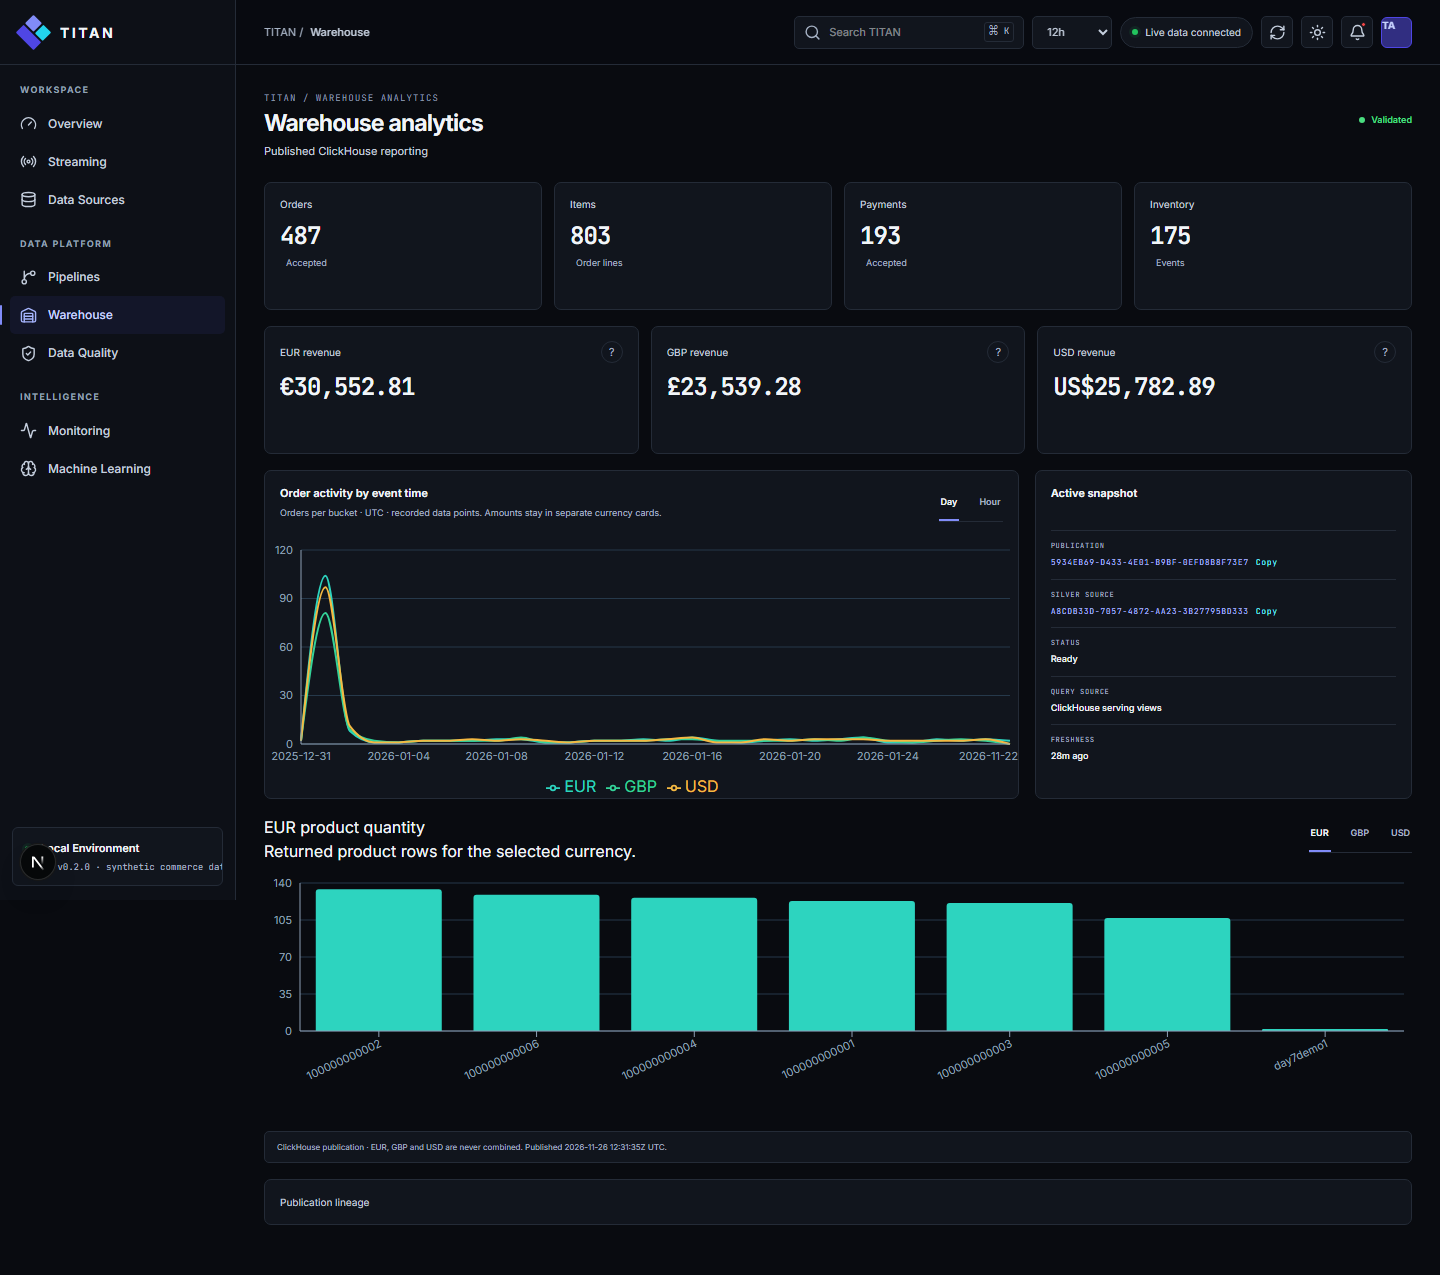 TITAN
TITAN / Warehouse
Search TITAN
⌘ K
12h
Live data connected
TA
WORKSPACE
Overview
Streaming
Data Sources
DATA PLATFORM
Pipelines
Warehouse
Data Quality
INTELLIGENCE
Monitoring
Machine Learning
ocal Environment
v0.2.0 · synthetic commerce dat
N
TITAN / WAREHOUSE ANALYTICS
Warehouse analytics
Validated
Published ClickHouse reporting
Orders
487
Accepted
Items
803
Order lines
Payments
193
Accepted
Inventory
175
Events
EUR revenue
?
€30,552.81
GBP revenue
?
£23,539.28
USD revenue
?
US$25,782.89
Order activity by event time
Orders per bucket · UTC · recorded data points. Amounts stay in separate currency cards.
Day
Hour
120
90
60
30
0
2025-12-31
2026-01-04
2026-01-08
2026-01-12
2026-01-16
2026-01-20
2026-01-24
2026-11-22
EUR
GBP
USD
Active snapshot
PUBLICATION
5934EB69-D433-4E01-B9BF-0EFD8B8F73E7 Copy
SILVER SOURCE
A8CDB33D-7057-4872-AA23-3B27795BD333 Copy
STATUS
Ready
QUERY SOURCE
ClickHouse serving views
FRESHNESS
28m ago
EUR product quantity
Returned product rows for the selected currency.
EUR
GBP
USD
140
105
70
35
0
100000000002
100000000006
100000000004
100000000001
100000000003
100000000005
day7demo1
ClickHouse publication · EUR, GBP and USD are never combined. Published 2026-11-26 12:31:35Z UTC.
Publication lineage